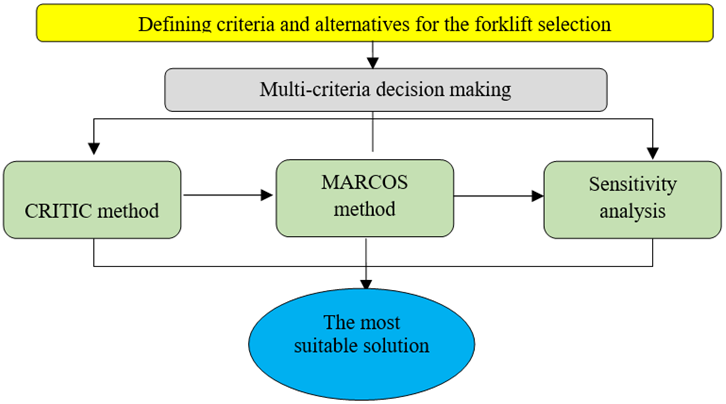 Defining criteria and alternatives for the forklift selection
Multi-criteria decision making
CRITIC method
MARCOS
method
Sensitivity
analysis
The most
suitable solution